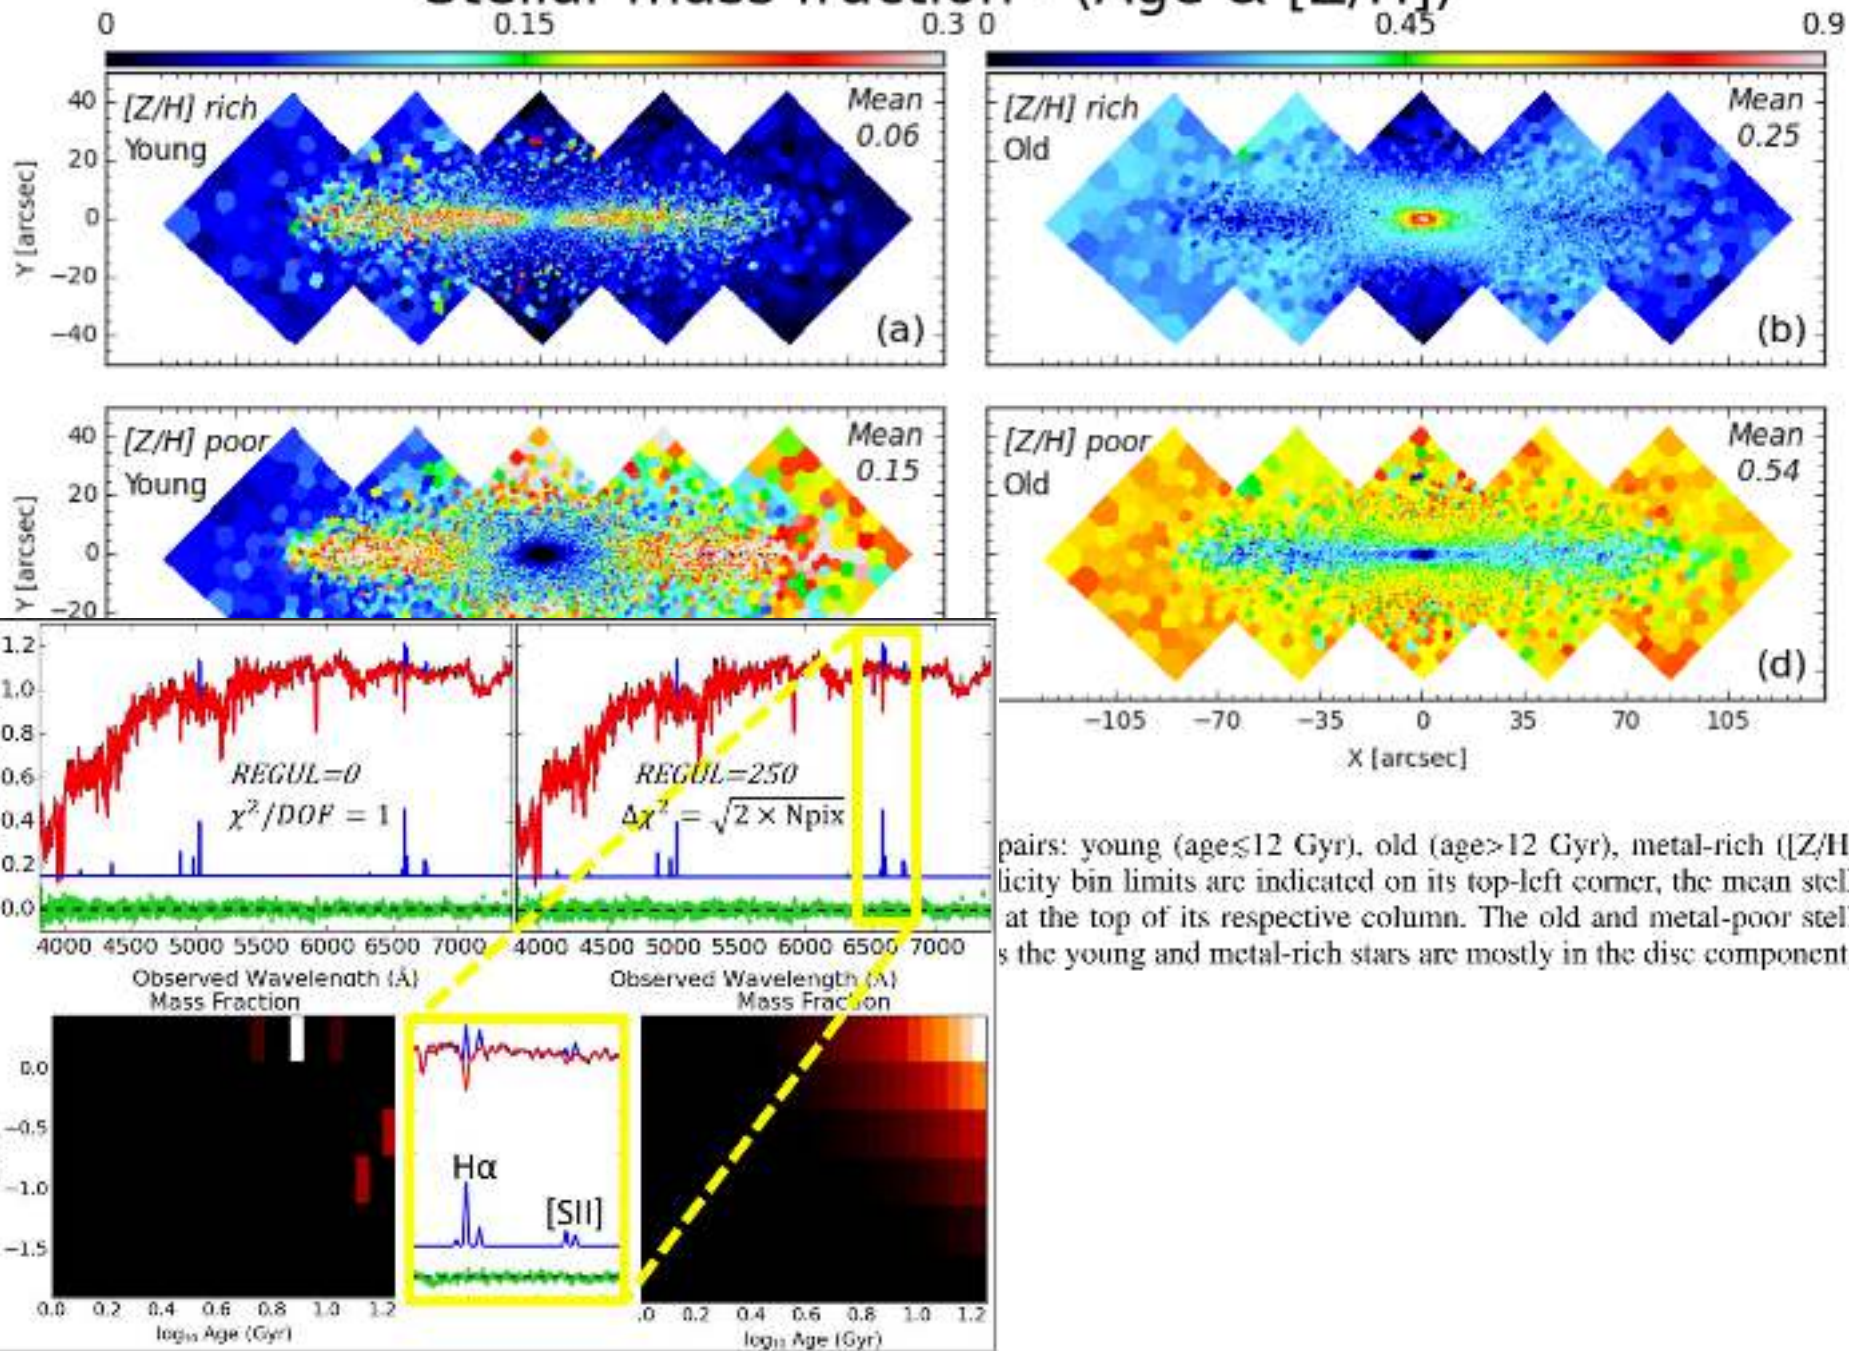 0 0.15 0.3 0 0.45 0.9
[Z/H] rich
Young
Mean
0.06
40
20
0
−20
−40
Y [arcsec]
(a)
[Z/H] rich
Old
Mean
0.25
(b)
[Z/H] poor
Young
Mean
0.15
40
20
0
−20
Y [arcsec]
[Z/H] poor
Old
Mean
0.54
(d)
−105 −70 −35 0 35 70 105
X [arcsec]
1.2
1.0
0.8
0.6
0.4
0.2
0.0
REGUL=0
χ²/DOF = 1
4000 4500 5000 5500 6000 6500 7000
Observed Wavelength (Å)
REGUL=250
Δχ² = √2 × Npix
4000 4500 5000 5500 6000 6500 7000
Observed Wavelength (Å)
Mass Fraction
0.0
−0.5
−1.0
−1.5
0.0 0.2 0.4 0.6 0.8 1.0 1.2
log₁₀ Age (Gyr)
Hα
[SII]
Mass Fraction
.0 0.2 0.4 0.6 0.8 1.0 1.2
log₁₀ Age (Gyr)
pairs: young (age⩽12 Gyr), old (age>12 Gyr), metal-rich ([Z/H
licity bin limits are indicated on its top-left corner, the mean stel
at the top of its respective column. The old and metal-poor stel
s the young and metal-rich stars are mostly in the disc component